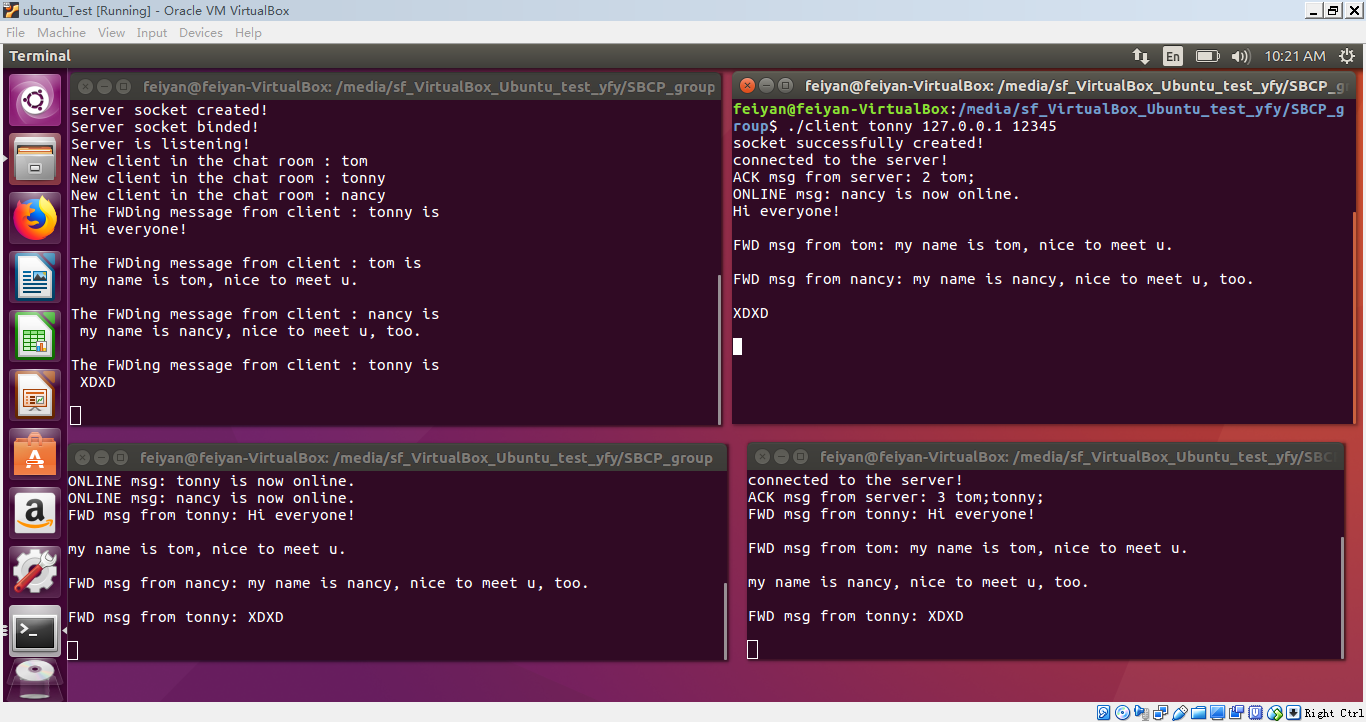 ubuntu_Test [Running] - Oracle VM VirtualBox
File Machine View Input Devices Help
Terminal
En
10:21 AM
feiyan@feiyan-VirtualBox: /media/sf_VirtualBox_Ubuntu_test_yfy/SBCP_group
server socket created!
Server socket binded!
Server is listening!
New client in the chat room : tom
New client in the chat room : tonny
New client in the chat room : nancy
The FWDing message from client : tonny is
Hi everyone!
The FWDing message from client : tom is
my name is tom, nice to meet u.
The FWDing message from client : nancy is
my name is nancy, nice to meet u, too.
The FWDing message from client : tonny is
XDXD
feiyan@feiyan-VirtualBox: /media/sf_VirtualBox_Ubuntu_test_yfy/SBCP_gr
feiyan@feiyan-VirtualBox:/media/sf_VirtualBox_Ubuntu_test_yfy/SBCP_g
roup$ ./client tonny 127.0.0.1 12345
socket successfully created!
connected to the server!
ACK msg from server: 2 tom;
ONLINE msg: nancy is now online.
Hi everyone!
FWD msg from tom: my name is tom, nice to meet u.
FWD msg from nancy: my name is nancy, nice to meet u, too.
XDXD
feiyan@feiyan-VirtualBox: /media/sf_VirtualBox_Ubuntu_test_yfy/SBCP_group
ONLINE msg: tonny is now online.
ONLINE msg: nancy is now online.
FWD msg from tonny: Hi everyone!
my name is tom, nice to meet u.
FWD msg from nancy: my name is nancy, nice to meet u, too.
FWD msg from tonny: XDXD
feiyan@feiyan-VirtualBox: /media/sf_VirtualBox_Ubuntu_test_yfy/SBC
connected to the server!
ACK msg from server: 3 tom;tonny;
FWD msg from tonny: Hi everyone!
FWD msg from tom: my name is tom, nice to meet u.
my name is nancy, nice to meet u, too.
FWD msg from tonny: XDXD
Right Ctrl